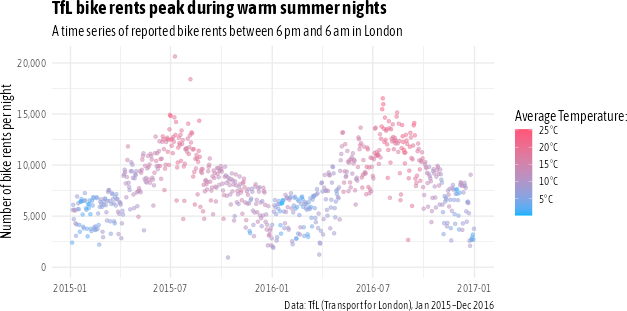 TfL bike rents peak during warm summer nights
A time series of reported bike rents between 6 pm and 6 am in London
Number of bike rents per night
20,000
15,000
10,000
5,000
0
2015-01
2015-07
2016-01
2016-07
2017-01
Average Temperature:
25°C
20°C
15°C
10°C
5°C
Data: TfL (Transport for London), Jan 2015–Dec 2016